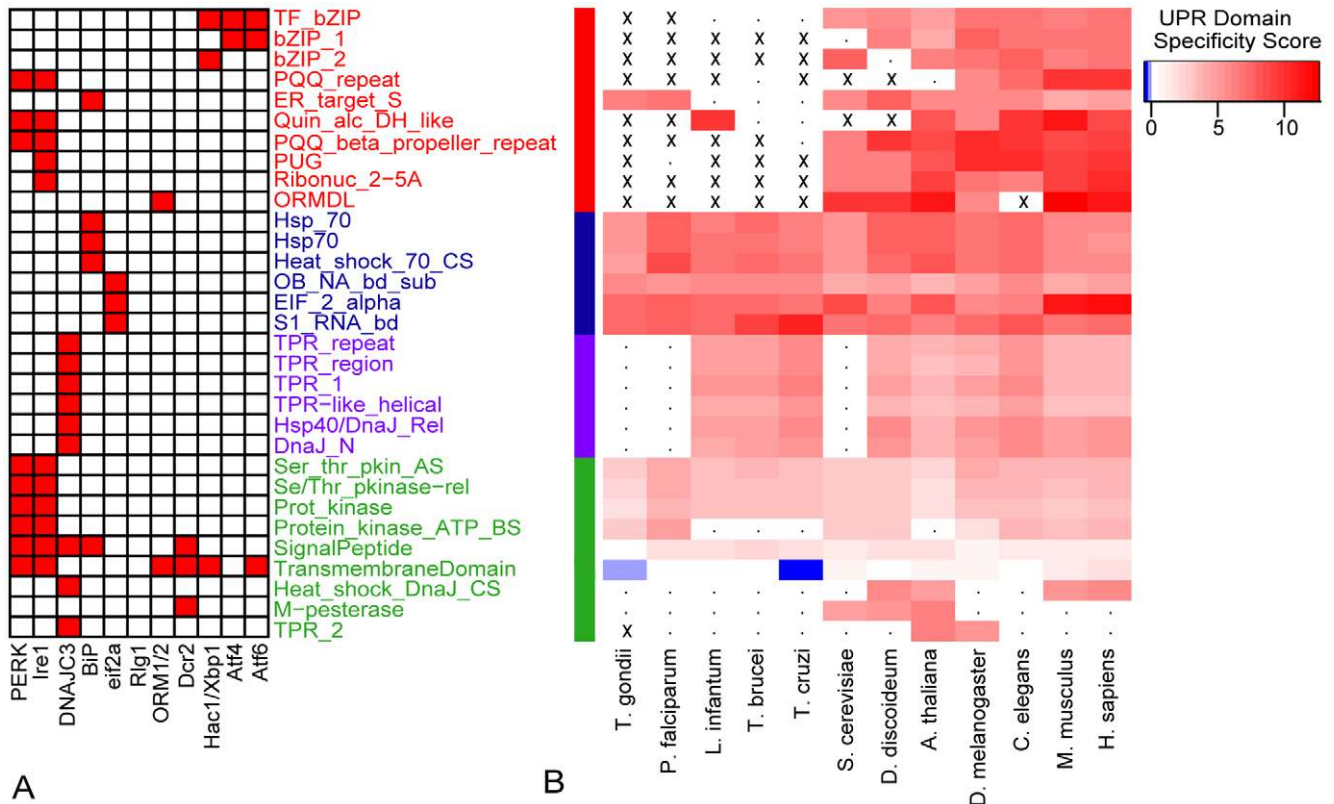 TF_bZIP
bZIP_1
bZIP_2
PQQ_repeat
ER_target_S
Quin_alc_DH_like
PQQ_beta_propeller_repeat
PUG
Ribonuc_2-5A
ORMDL
Hsp_70
Hsp70
Heat_shock_70_CS
OB_NA_bd_sub
EIF_2_alpha
S1_RNA_bd
TPR_repeat
TPR_region
TPR_1
TPR-like_helical
Hsp40/DnaJ_Rel
DnaJ_N
Ser_thr_pkin_AS
Se/Thr_pkinase-rel
Prot_kinase
Protein_kinase_ATP_BS
SignalPeptide
TransmembraneDomain
Heat_shock_DnaJ_CS
M-pesterase
TPR_2
PERK
Ire1
DNAJC3
BiP
eif2a
Rlg1
ORM1/2
Dcr2
Hac1/Xbp1
Atf4
Atf6
A
X X . . .
X X X X X .
X X X X X .
X X X . X X X .
. . .
X X . . X X
X X X X .
X . X X X
X X X X X
X X X X X X
. . .
. . .
. . .
. . .
. . .
. . .
. . . .
. . . . . . .
. . . . . . . . .
X . . . . . . . . .
T. gondii
P. falciparum
L. infantum
T. brucei
T. cruzi
S. cerevisiae
D. discoideum
A. thaliana
D. melanogaster
C. elegans
M. musculus
H. sapiens
B
UPR Domain
Specificity Score
0 5 10